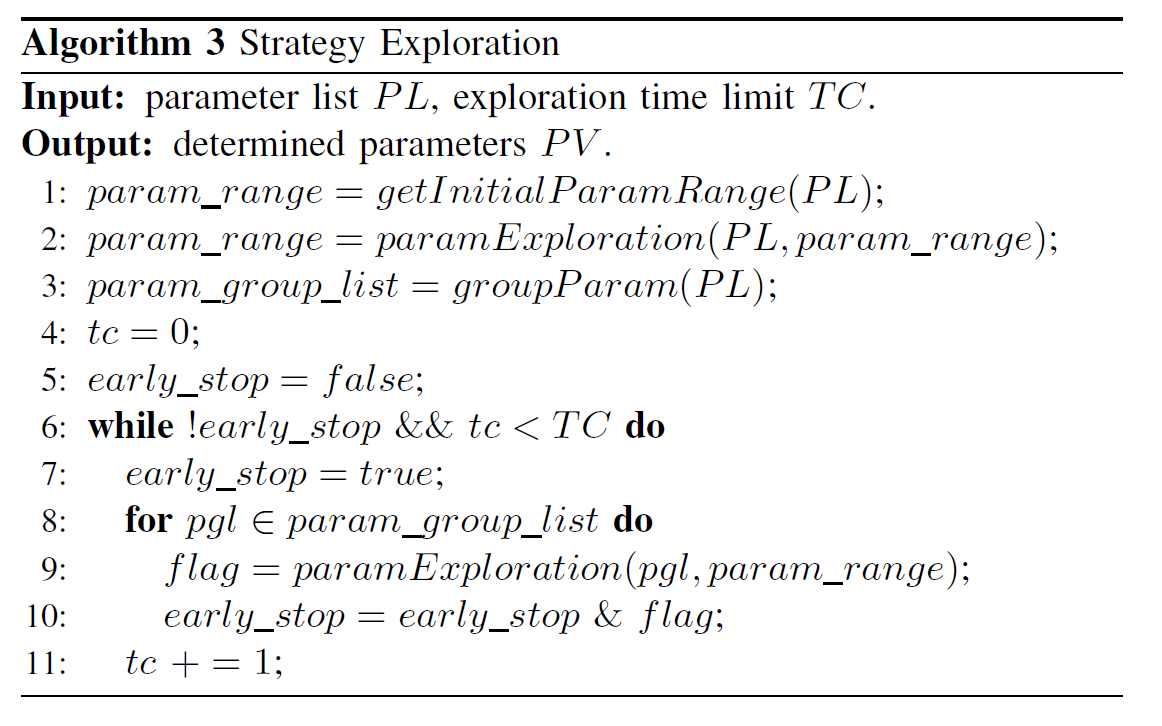 Algorithm 3 Strategy Exploration
Input: parameter list PL, exploration time limit TC.
Output: determined parameters PV.
1: param_range = getInitialParamRange(PL);
2: param_range = paramExploration(PL, param_range);
3: param_group_list = groupParam(PL);
4: tc = 0;
5: early_stop = false;
6: while !early_stop && tc < TC do
7: early_stop = true;
8: for pgl ∈ param_group_list do
9: flag = paramExploration(pgl, param_range);
10: early_stop = early_stop & flag;
11: tc + = 1;